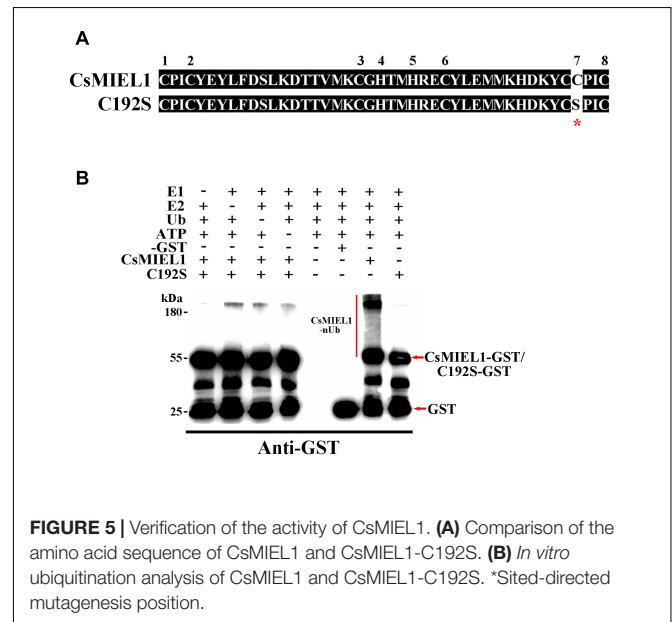 A
1 2 3 4 5 6 7 8
CsMIEL1 CPICYEYLFDSLKDTTVMKCGHTMHRECYLEMMKHDKYCCPIC
C192S CPICYEYLFDSLKDTTVMKCGHTMHRECYLEMMKHDKYCSPIC
*
B
E1 - + + + + + + +
E2 + - + + + + + +
Ub + + - + + + + +
ATP + + + - + + + +
-GST - - - - - + - -
CsMIEL1 + + + + - - + -
C192S + + + + - - - +
kDa
180-
CsMIEL1
-nUb
55-
CsMIEL1-GST/
C192S-GST
25-
GST
Anti-GST
FIGURE 5 | Verification of the activity of CsMIEL1. (A) Comparison of the
amino acid sequence of CsMIEL1 and CsMIEL1-C192S. (B) In vitro
ubiquitination analysis of CsMIEL1 and CsMIEL1-C192S. *Sited-directed
mutagenesis position.